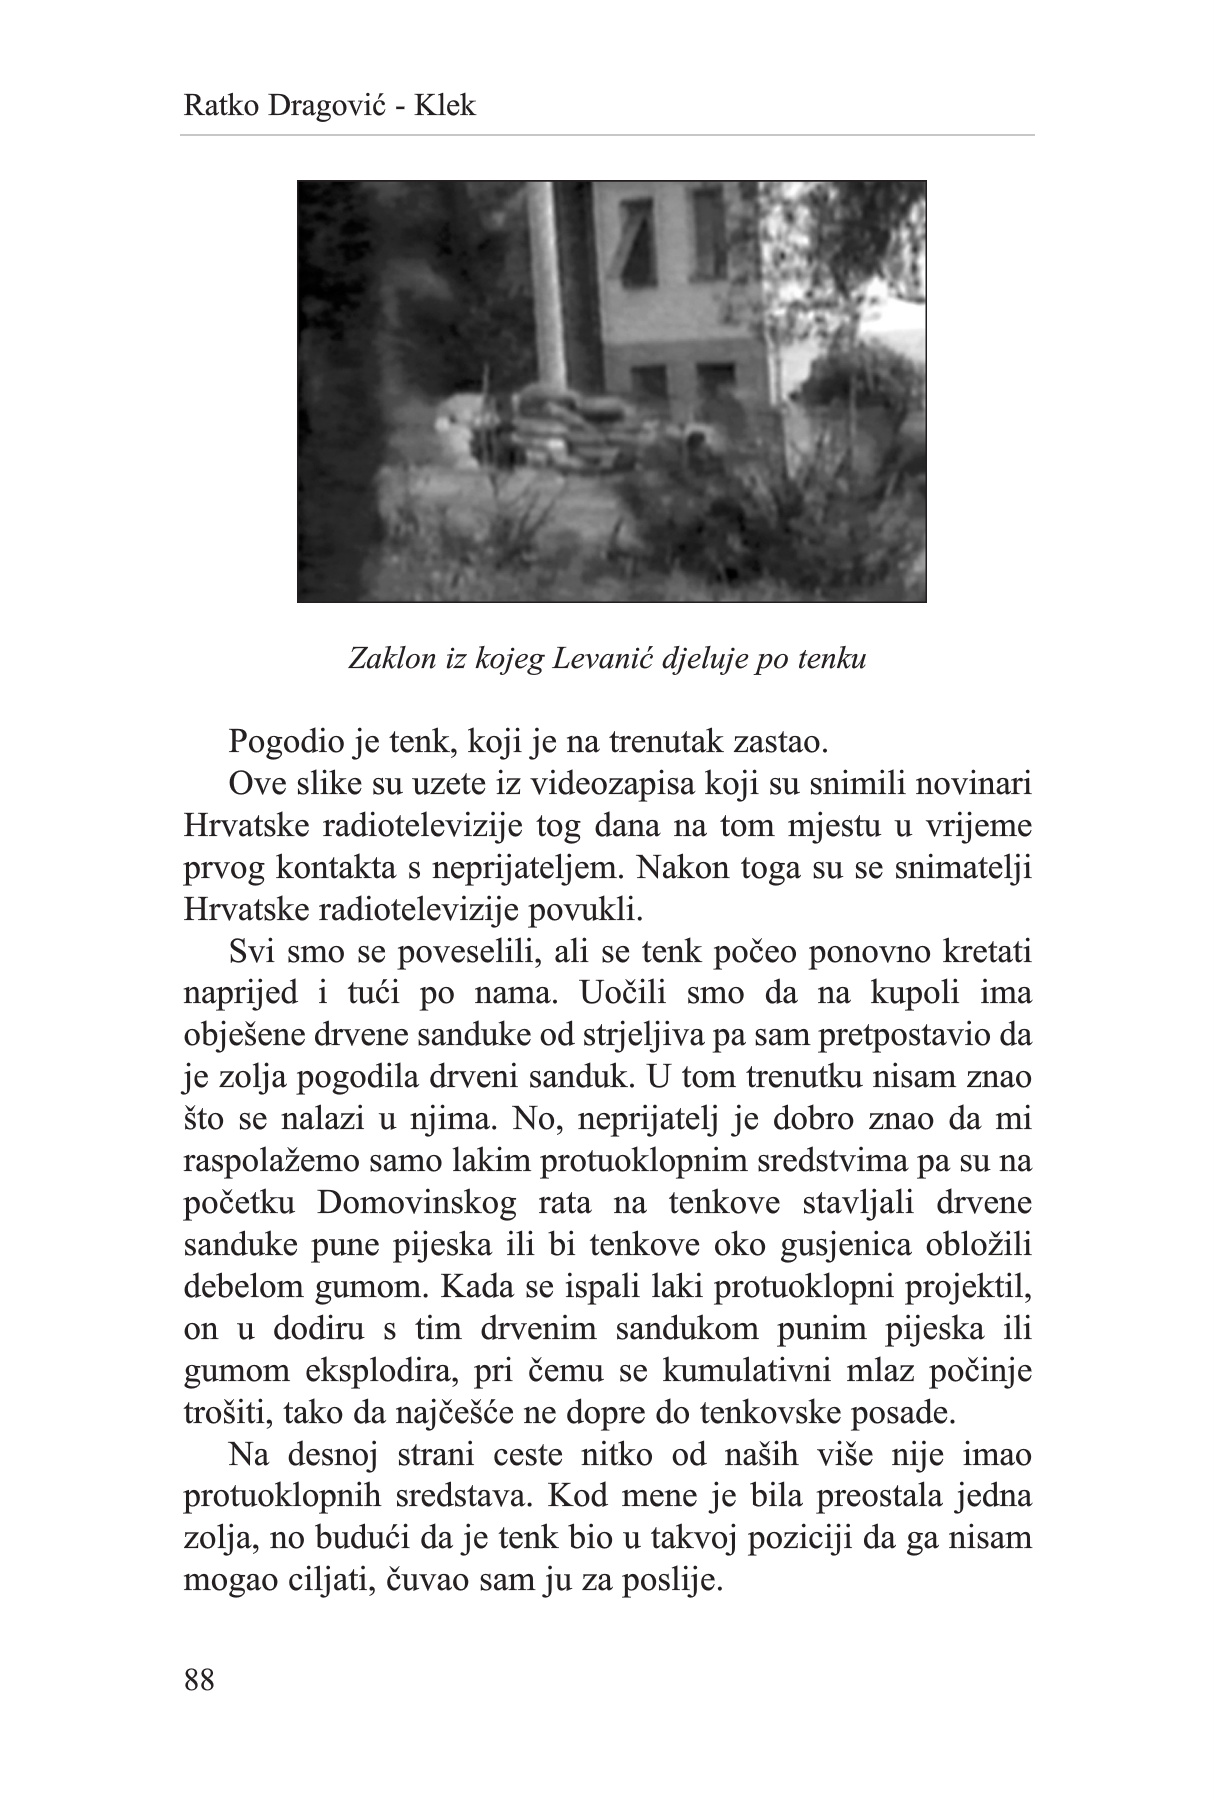 Ratko Dragović - Klek
Zaklon iz kojeg Levanić djeluje po tenku
Pogodio je tenk, koji je na trenutak zastao.
Ove slike su uzete iz videozapisa koji su snimili novinari
Hrvatske radiotelevizije tog dana na tom mjestu u vrijeme
prvog kontakta s neprijateljem. Nakon toga su se snimatelji
Hrvatske radiotelevizije povukli.
Svi smo se poveselili, ali se tenk počeo ponovno kretati
naprijed i tući po nama. Uočili smo da na kupoli ima
obješene drvene sanduke od strjeljiva pa sam pretpostavio da
je zolja pogodila drveni sanduk. U tom trenutku nisam znao
što se nalazi u njima. No, neprijatelj je dobro znao da mi
raspolažemo samo lakim protuoklopnim sredstvima pa su na
početku Domovinskog rata na tenkove stavljali drvene
sanduke pune pijeska ili bi tenkove oko gusjenica obložili
debelom gumom. Kada se ispali laki protuoklopni projektil,
on u dodiru s tim drvenim sandukom punim pijeska ili
gumom eksplodira, pri čemu se kumulativni mlaz počinje
trošiti, tako da najčešće ne dopre do tenkovske posade.
Na desnoj strani ceste nitko od naših više nije imao
protuoklopnih sredstava. Kod mene je bila preostala jedna
zolja, no budući da je tenk bio u takvoj poziciji da ga nisam
mogao ciljati, čuvao sam ju za poslije.
88